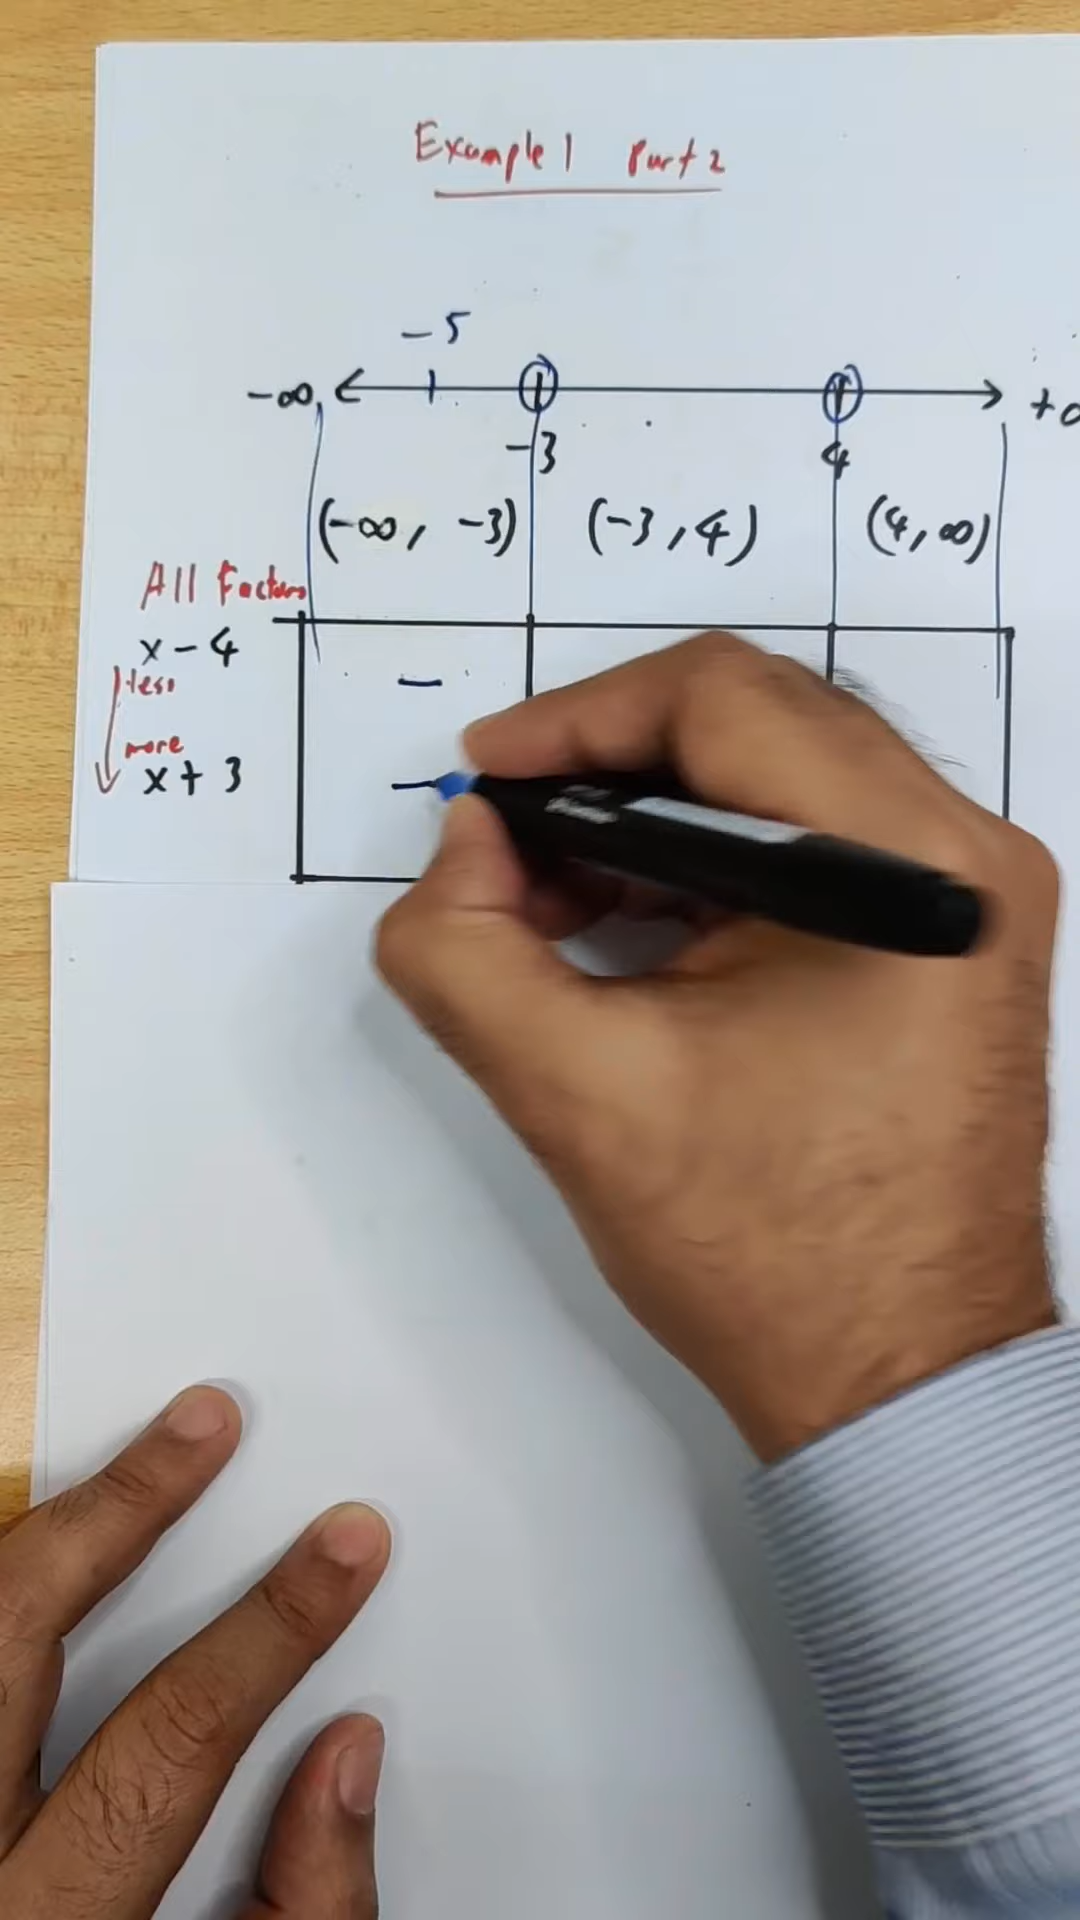 Example 1 Part 2
-5
-∞
-3 4
(-∞, -3) (-3, 4) (4, ∞)
All Factors
x - 4 -
less
more
x + 3 -